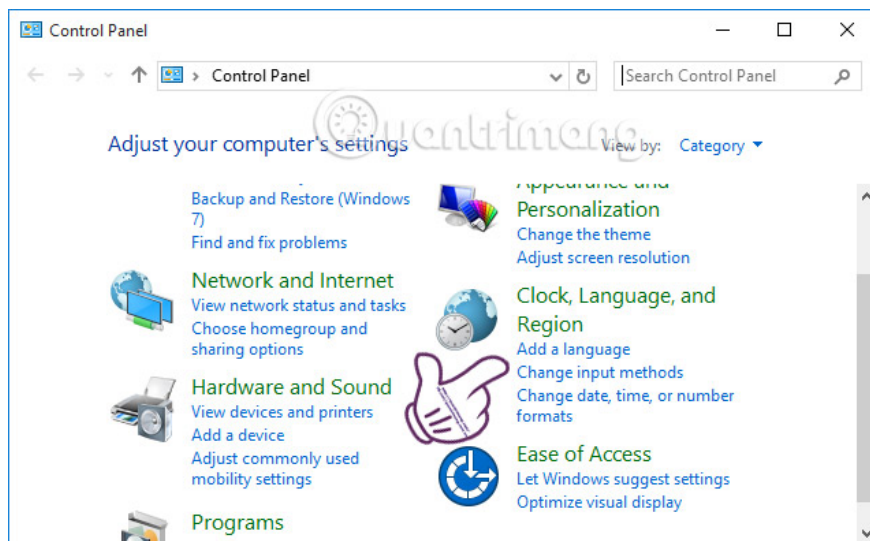 Control Panel
Control Panel
Search Control Panel
Quantrimang
Adjust your computer's settings
View by: Category
Backup and Restore (Windows
7)
Find and fix problems
Network and Internet
View network status and tasks
Choose homegroup and
sharing options
Hardware and Sound
View devices and printers
Add a device
Adjust commonly used
mobility settings
Programs
Appearance and
Personalization
Change the theme
Adjust screen resolution
Clock, Language, and
Region
Add a language
Change input methods
Change date, time, or number
formats
Ease of Access
Let Windows suggest settings
Optimize visual display